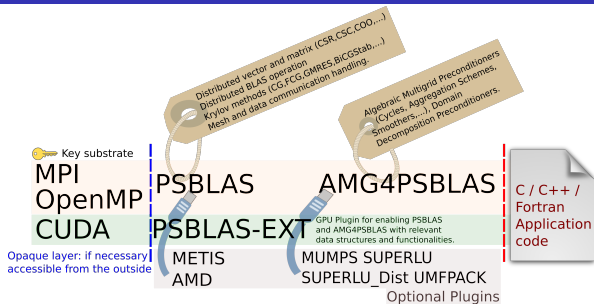 Distributed vector and matrix (CSR,CSC,COO,...)
Distributed BLAS operation
Krylov methods (CG,FCG,GMRES,BiCGStab,...)
Mesh and data communication handling.
Algebraic Multigrid Preconditioners
(Cycles, Aggregation Schemes,
Smoothers,...), Domain
Decomposition Preconditioners.
Key substrate
MPI
OpenMP
CUDA
Opaque layer: if necessary
accessible from the outside
PSBLAS
AMG4PSBLAS
PSBLAS-EXT
GPU Plugin for enabling PSBLAS
and AMG4PSBLAS with relevant
data structures and functionalities.
METIS
AMD
MUMPS SUPERLU
SUPERLU_Dist UMFPACK
Optional Plugins
C / C++ /
Fortran
Application
code